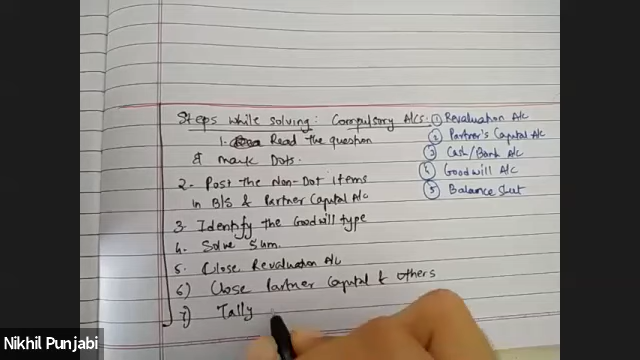 Steps while solving: Compulsory A/cs. ① Revaluation A/c
1. Read the question ② Partner's Capital A/c
& mark Dots. ③ Cash/Bank A/c
2. Post the Non-Dot items ④ Goodwill A/c
in B/S & Partner Capital A/c ⑤ Balance sheet
3. Identify the Goodwill type
4. Solve Sum.
5. Close Revaluation A/c
6) Close Partner Capital & others
7) Tally
Nikhil Punjabi